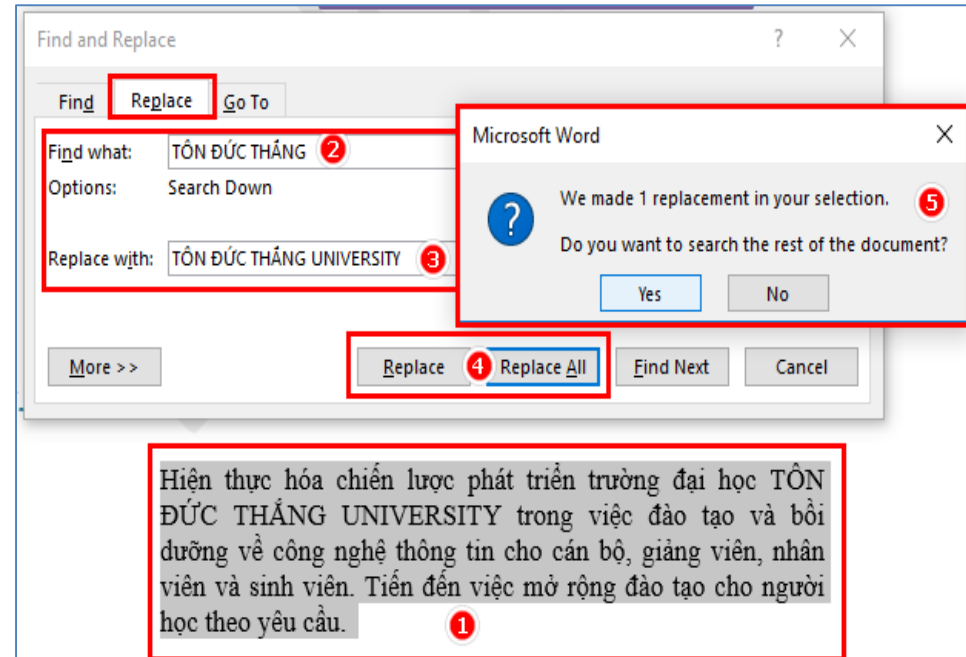 Find and Replace ? X
Find Replace Go To
Find what: TÔN ĐỨC THẮNG 2
Options: Search Down
Replace with: TÔN ĐỨC THẮNG UNIVERSITY 3
More >> Replace 4 Replace All Find Next Cancel
Microsoft Word X
We made 1 replacement in your selection. 5
Do you want to search the rest of the document?
Yes No
Hiện thực hóa chiến lược phát triển trường đại học TÔN
ĐỨC THẮNG UNIVERSITY trong việc đào tạo và bồi
dưỡng về công nghệ thông tin cho cán bộ, giảng viên, nhân
viên và sinh viên. Tiến đến việc mở rộng đào tạo cho người
học theo yêu cầu. 1